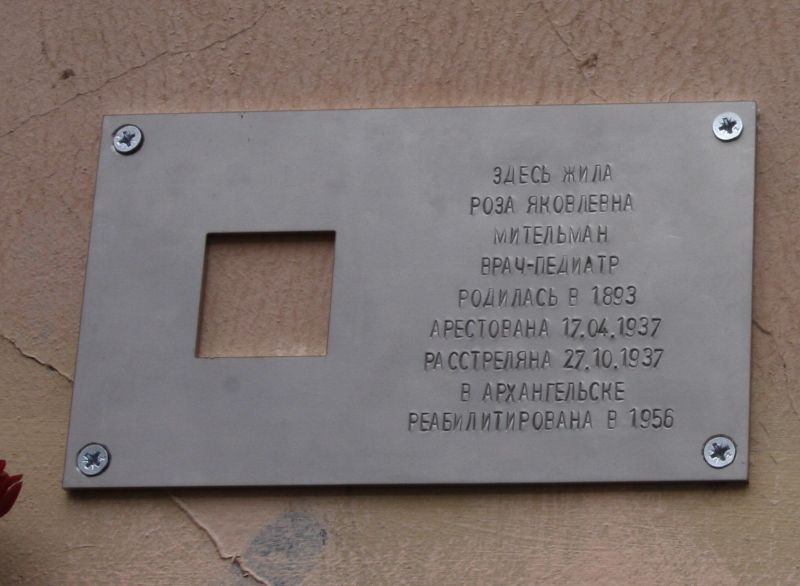 ЗДЕСЬ ЖИЛА
РОЗА ЯКОВЛЕВНА
МИТЕЛЬМАН
ВРАЧ-ПЕДИАТР
РОДИЛАСЬ В 1893
АРЕСТОВАНА 17.04.1937
РАССТРЕЛЯНА 27.10.1937
В АРХАНГЕЛЬСКЕ
РЕАБИЛИТИРОВАНА В 1956